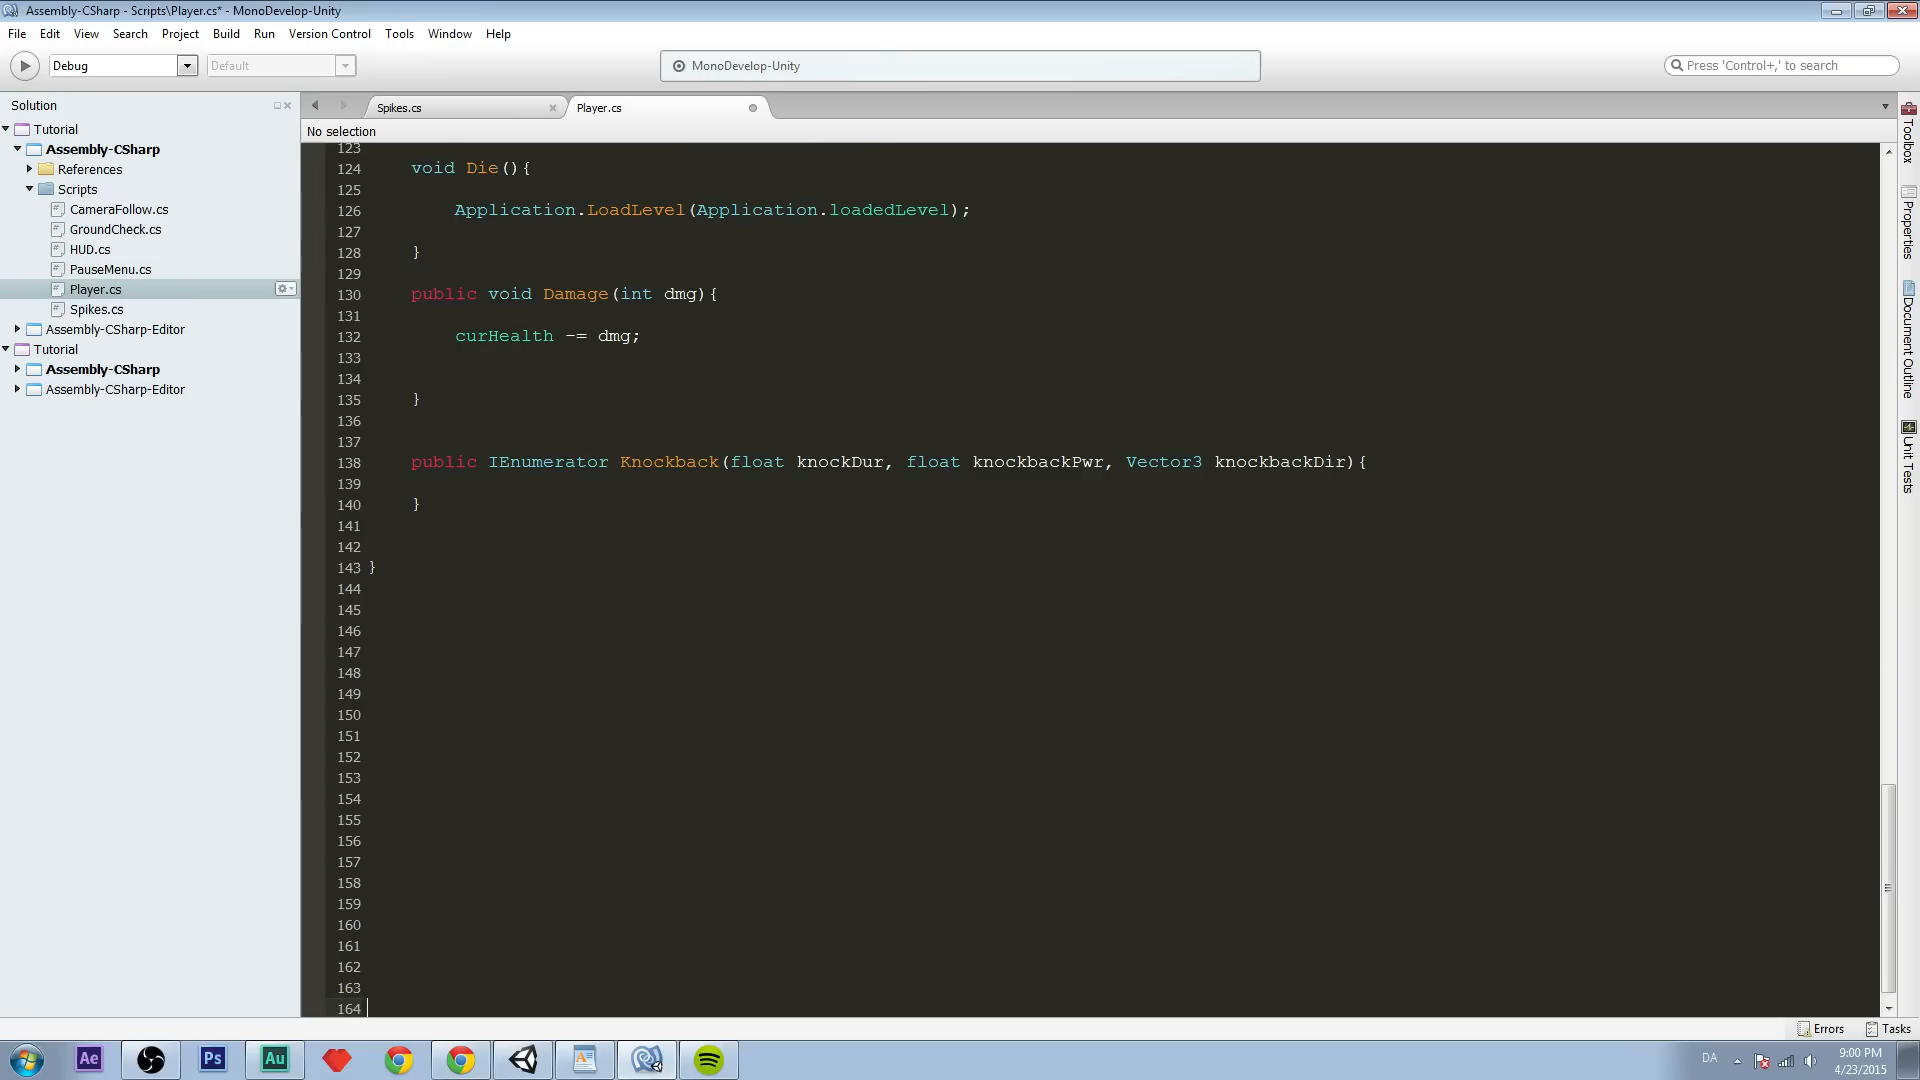 Assembly-CSharp - Scripts\Player.cs* - MonoDevelop-Unity
File Edit View Search Project Build Run Version Control Tools Window Help
Debug Default MonoDevelop-Unity Press 'Control+,' to search
Solution
Tutorial
Assembly-CSharp
References
Scripts
CameraFollow.cs
GroundCheck.cs
HUD.cs
PauseMenu.cs
Player.cs
Spikes.cs
Assembly-CSharp-Editor
Tutorial
Assembly-CSharp
Assembly-CSharp-Editor
Spikes.cs Player.cs
No selection
123
124 void Die(){
125
126 Application.LoadLevel(Application.loadedLevel);
127
128 }
129
130 public void Damage(int dmg){
131
132 curHealth -= dmg;
133
134
135 }
136
137
138 public IEnumerator Knockback(float knockDur, float knockbackPwr, Vector3 knockbackDir){
139
140 }
141
142
143 }
144
145
146
147
148
149
150
151
152
153
154
155
156
157
158
159
160
161
162
163
164
Toolbox
Properties
Document Outline
Unit Tests
Errors Tasks
Ae Ps Au
DA
9:00 PM
4/23/2015